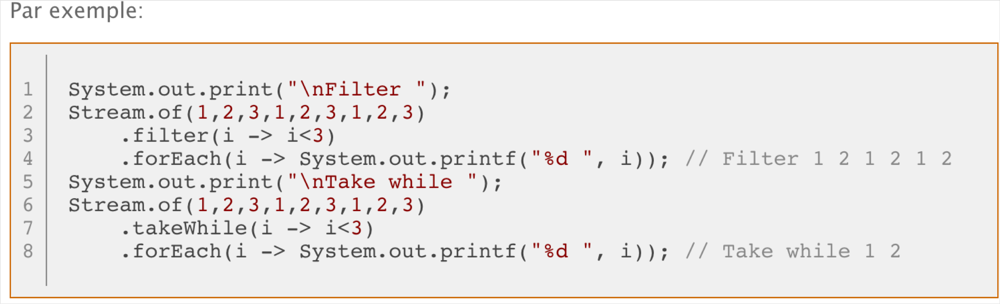 Par exemple:
1 System.out.print("\nFilter ");
2 Stream.of(1,2,3,1,2,3,1,2,3)
3     .filter(i -> i<3)
4     .forEach(i -> System.out.printf("%d ", i)); // Filter 1 2 1 2 1 2
5 System.out.print("\nTake while ");
6 Stream.of(1,2,3,1,2,3,1,2,3)
7     .takeWhile(i -> i<3)
8     .forEach(i -> System.out.printf("%d ", i)); // Take while 1 2